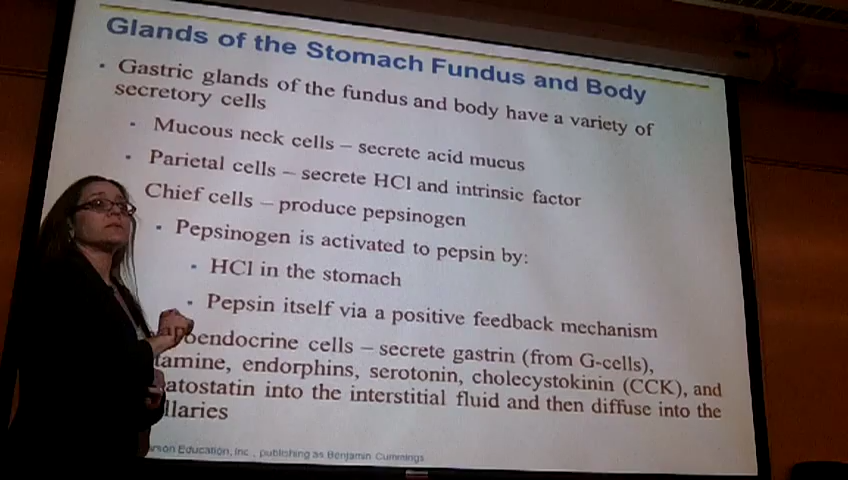 Glands of the Stomach Fundus and Body
• Gastric glands of the fundus and body have a variety of
secretory cells
• Mucous neck cells – secrete acid mucus
• Parietal cells – secrete HCl and intrinsic factor
Chief cells – produce pepsinogen
• Pepsinogen is activated to pepsin by:
• HCl in the stomach
• Pepsin itself via a positive feedback mechanism
endocrine cells – secrete gastrin (from G-cells),
tamine, endorphins, serotonin, cholecystokinin (CCK), and
atostatin into the interstitial fluid and then diffuse into the
llaries
arson Education, Inc., publishing as Benjamin Cummings